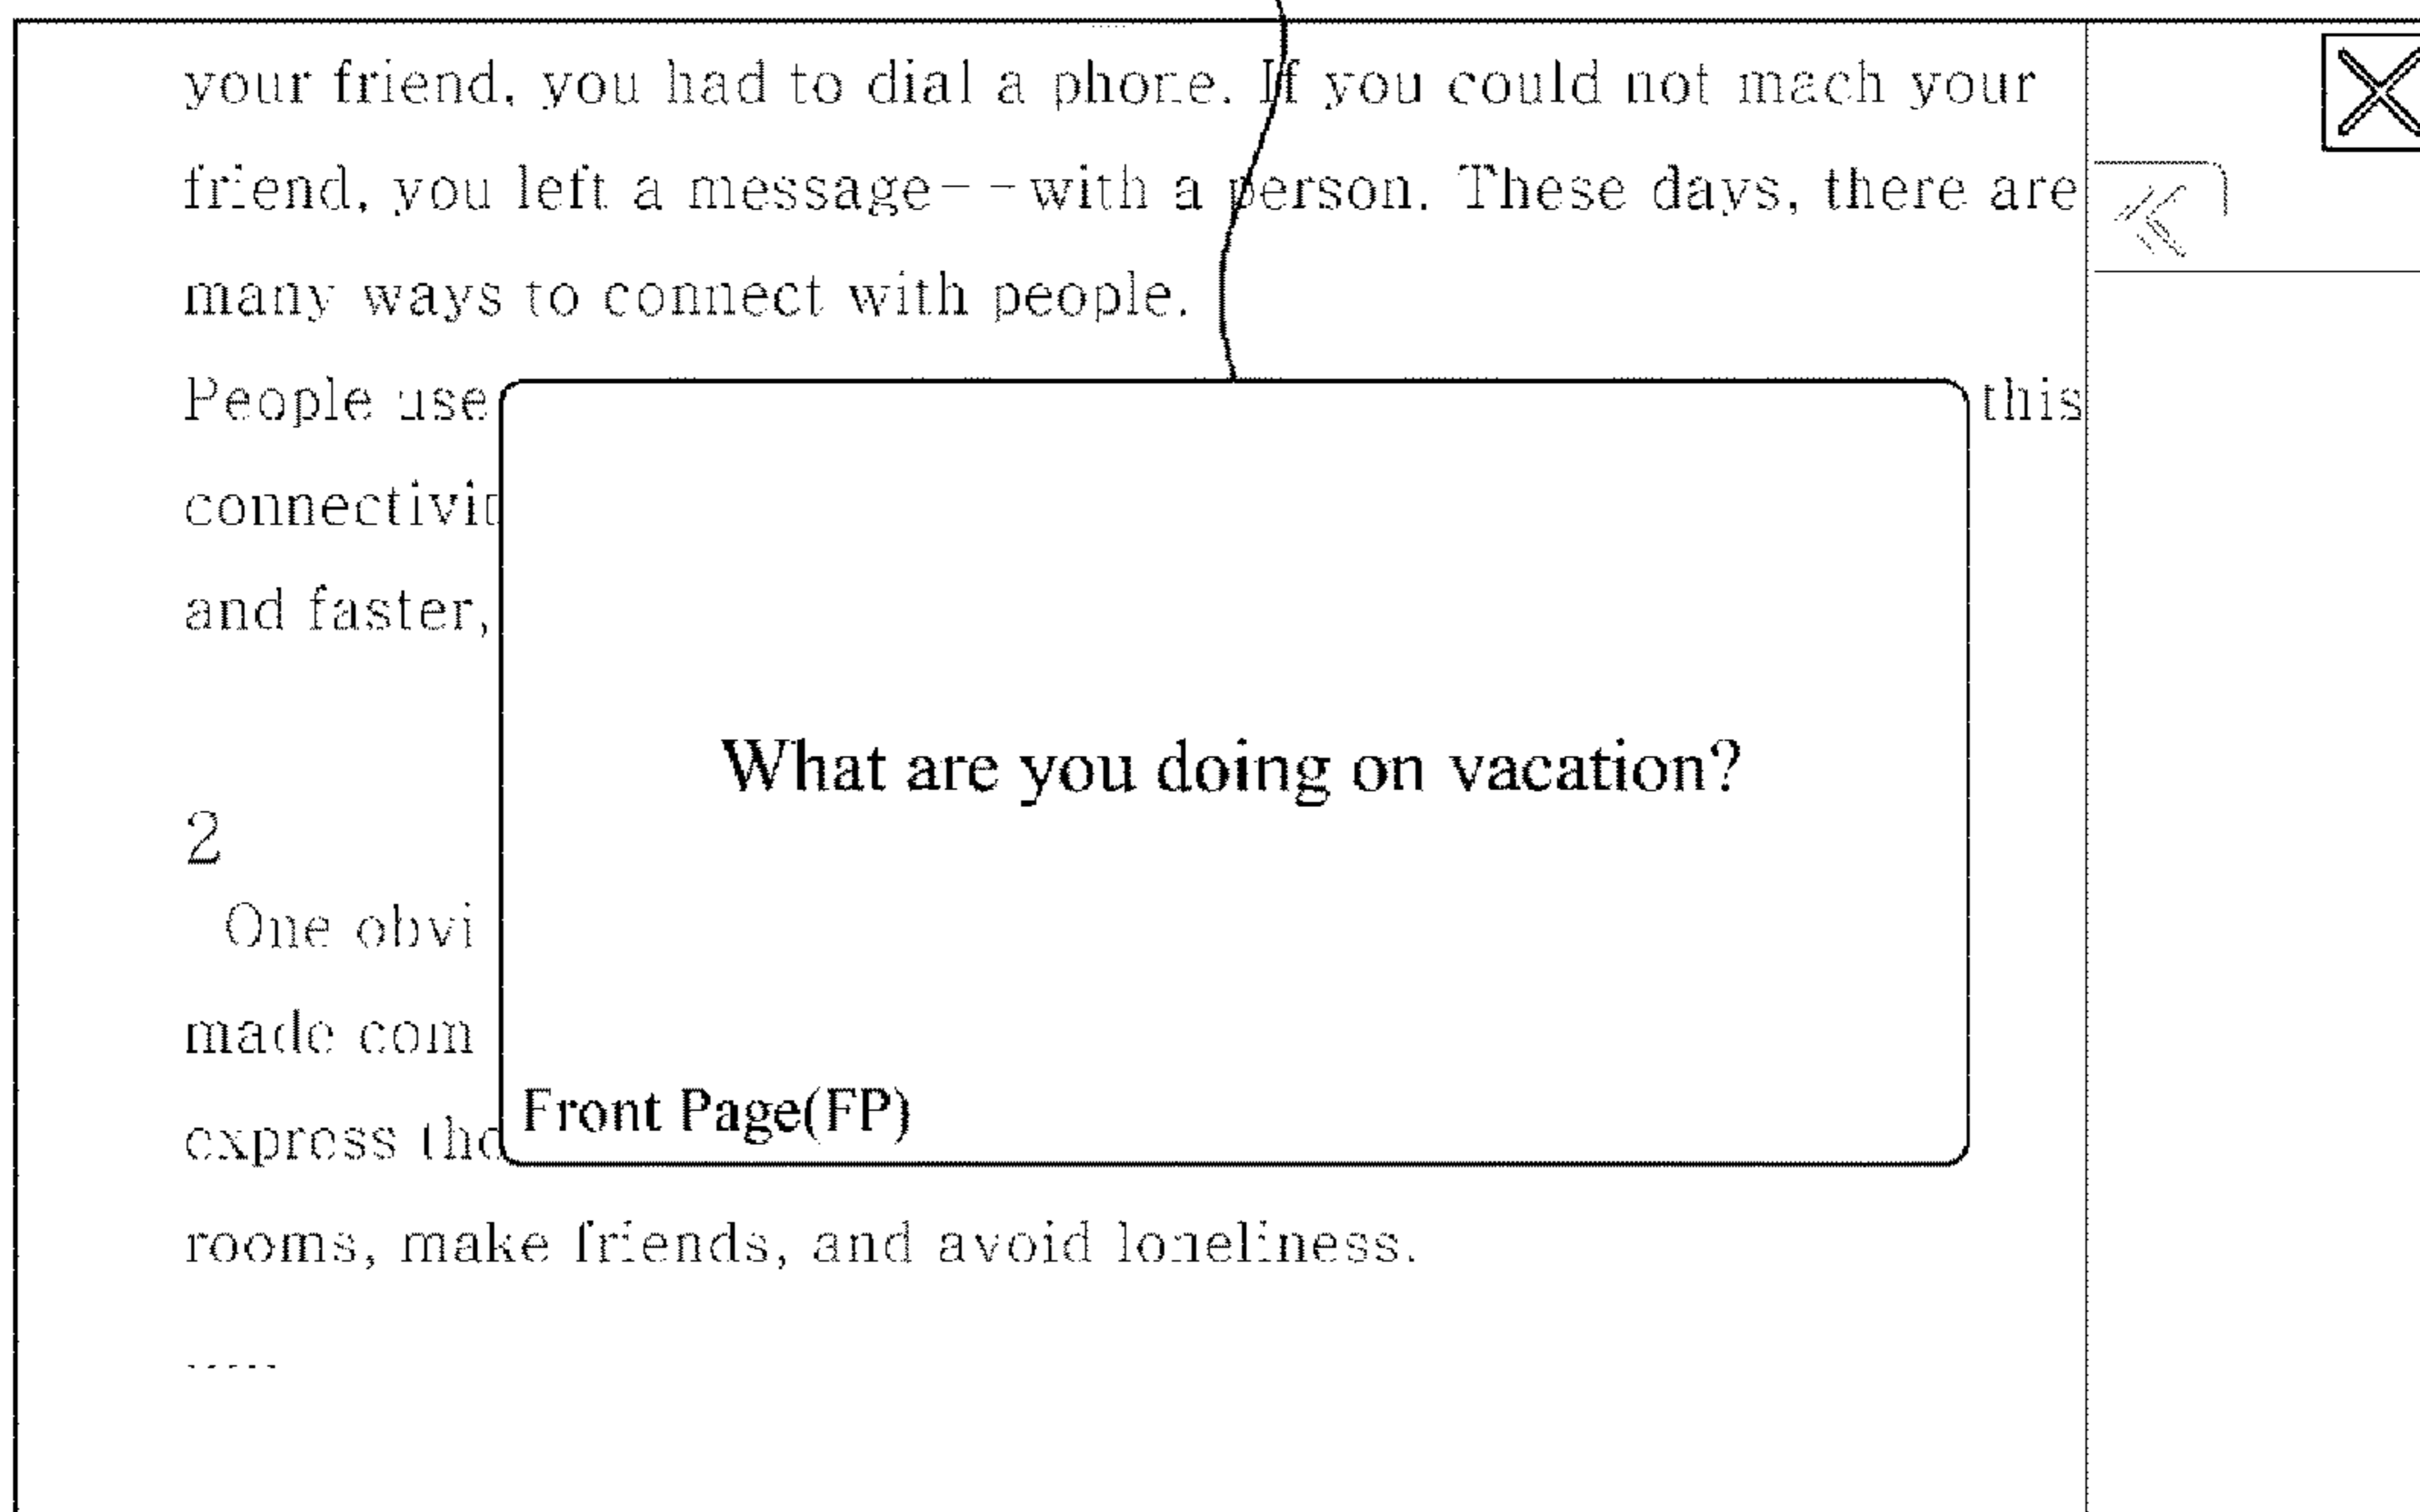 your friend, you had to dial a phone. If you could not mach your
friend, you left a message--with a person. These days, there are
many ways to connect with people.
People use
this
connectivit
and faster,
What are you doing on vacation?
2
One obvi
made com
Front Page(FP)
express the
rooms, make friends, and avoid loneliness.